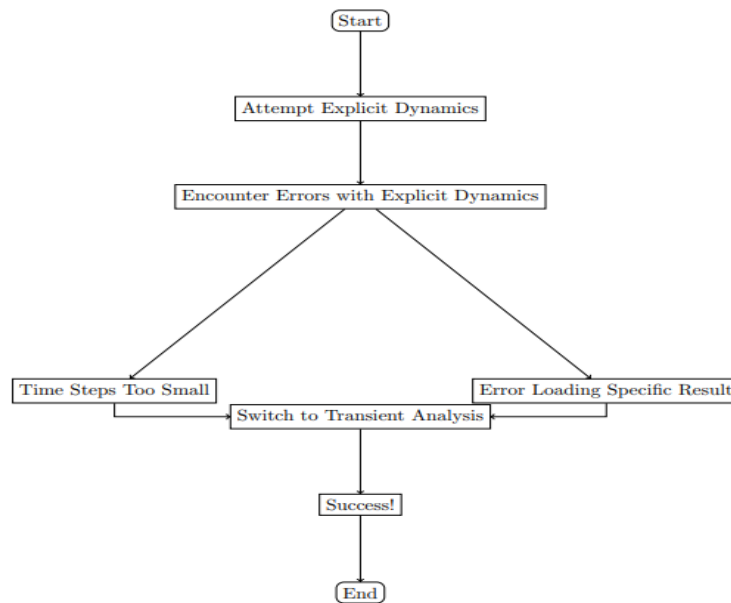 Start
Attempt Explicit Dynamics
Encounter Errors with Explicit Dynamics
Time Steps Too Small
Error Loading Specific Result
Switch to Transient Analysis
Success!
End